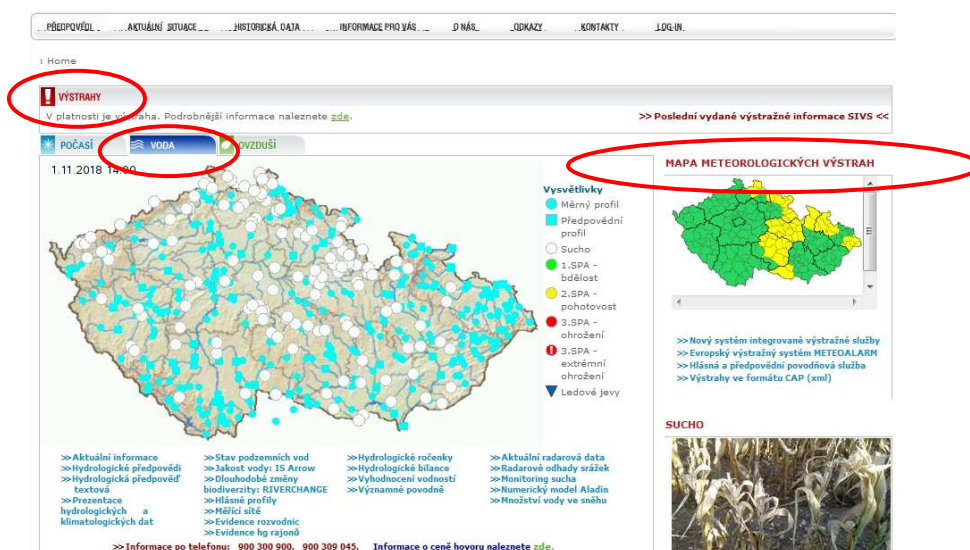 PŘEDPOVĚDI AKTUÁLNÍ SITUACE HISTORICKÁ DATA INFORMACE PRO VÁS O NÁS ODKAZY KONTAKTY LOG-IN
: Home
VÝSTRAHY
V platnosti je výstraha. Podrobnější informace naleznete zde.
>> Poslední vydané výstražné informace SIVS <<
POČASÍ VODA OVZDUŠÍ
1.11.2018 14:00
Vysvětlivky
Měrný profil
Předpovědní
profil
Sucho
1.SPA -
bdělost
2.SPA -
pohotovost
3.SPA -
ohrožení
3.SPA -
extrémní
ohrožení
Ledové jevy
MAPA METEOROLOGICKÝCH VÝSTRAH
>>Nový systém integrované výstražné služby
>>Evropský výstražný systém METEOALARM
>>Hlásná a předpovědní povodňová služba
>>Výstrahy ve formátu CAP (xml)
SUCHO
>>Aktuální informace
>>Hydrologické předpovědi
>>Hydrologická předpověď
textová
>>Prezentace
hydrologických a
klimatologických dat
>>Stav podzemních vod
>>Jakost vody: IS Arrow
>>Dlouhodobé změny
biodiverzity: RIVERCHANGE
>>Hlásné profily
>>Měřící sítě
>>Evidence rozvodnic
>>Evidence hg rajonů
>>Hydrologické ročenky
>>Hydrologické bilance
>>Vyhodnocení vodností
>>Významné povodně
>>Aktuální radarová data
>>Radarové odhady srážek
>>Monitoring sucha
>>Numerický model Aladin
>>Množství vody ve sněhu
>>Informace po telefonu: 900 300 900, 900 309 045, Informace o ceně hovoru naleznete zde.